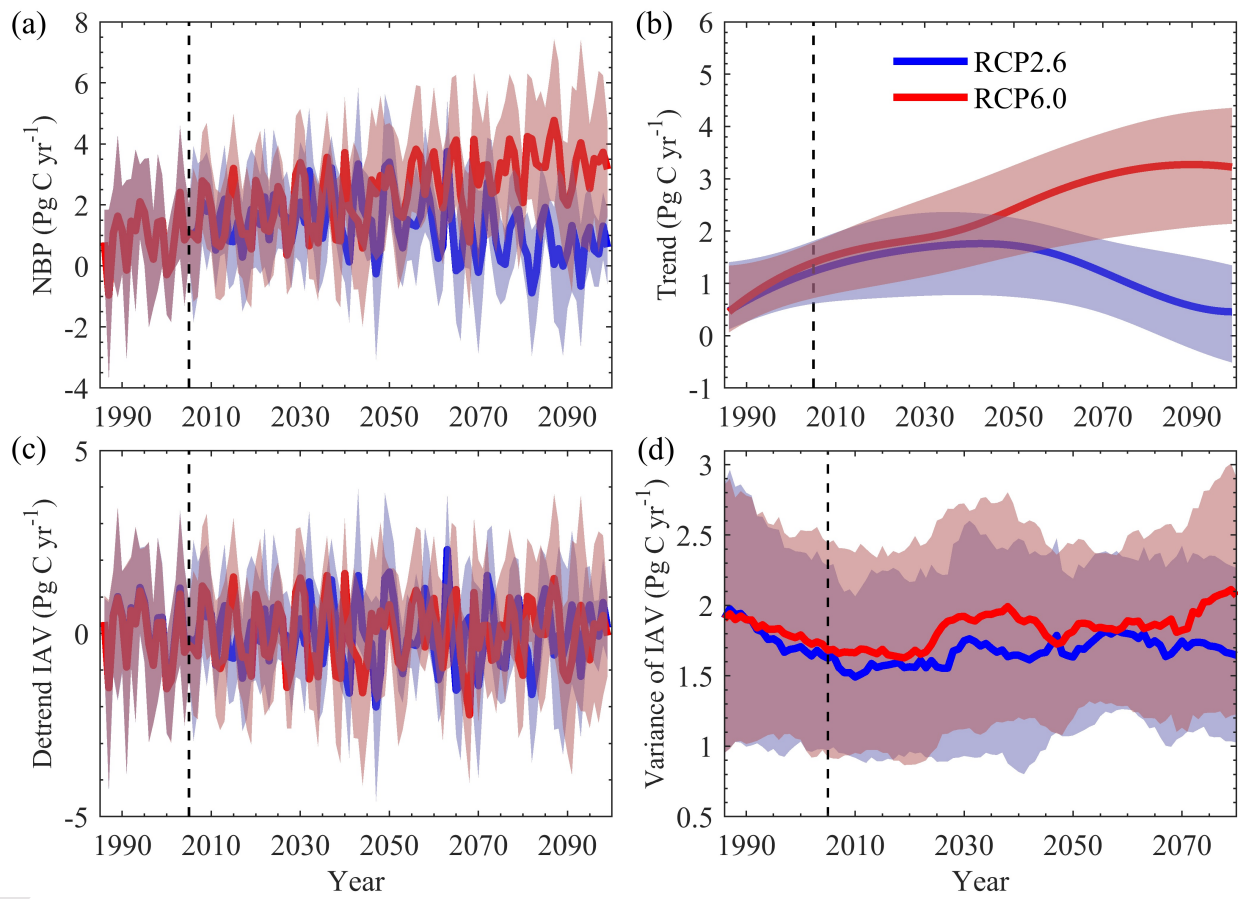 (a)
8
6
4
2
0
-2
-4
NBP (Pg C yr-1)
1990 2010 2030 2050 2070 2090
(b)
RCP2.6
RCP6.0
6
5
4
3
2
1
0
-1
Trend (Pg C yr-1)
1990 2010 2030 2050 2070 2090
(c)
5
0
-5
Detrend IAV (Pg C yr-1)
1990 2010 2030 2050 2070 2090
Year
(d)
3
2.5
2
1.5
1
0.5
Variance of IAV (Pg C yr-1)
1990 2010 2030 2050 2070
Year